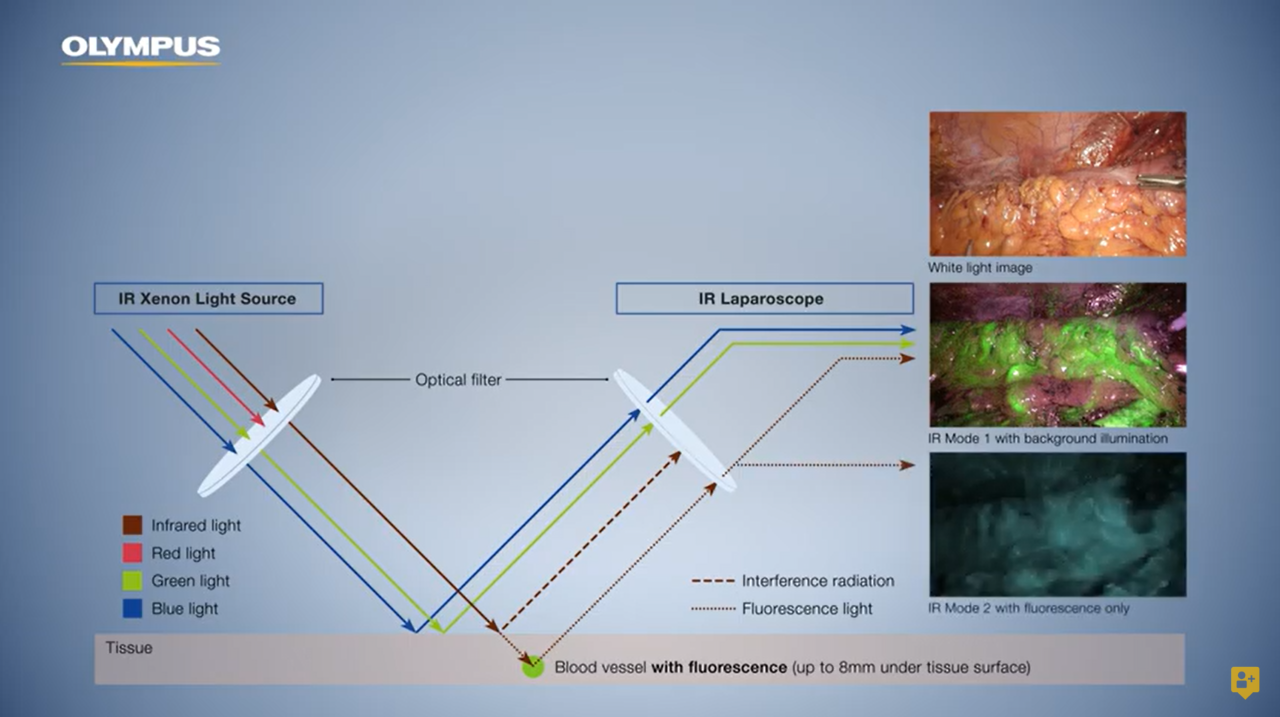 OLYMPUS
White light image
IR Xenon Light Source
IR Laparoscope
Optical filter
IR Mode 1 with background illumination
Infrared light
Red light
Green light
Blue light
Interference radiation
Fluorescence light
IR Mode 2 with fluorescence only
Tissue
Blood vessel with fluorescence (up to 8mm under tissue surface)